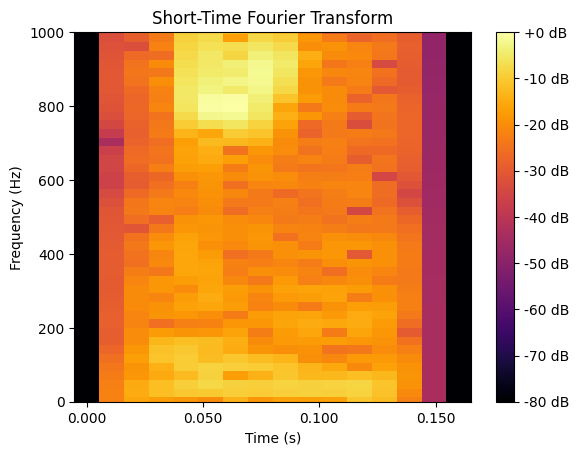 Short-Time Fourier Transform
1000
800
600
400
200
0
Frequency (Hz)
0.000
0.050
0.100
0.150
Time (s)
+0 dB
-10 dB
-20 dB
-30 dB
-40 dB
-50 dB
-60 dB
-70 dB
-80 dB